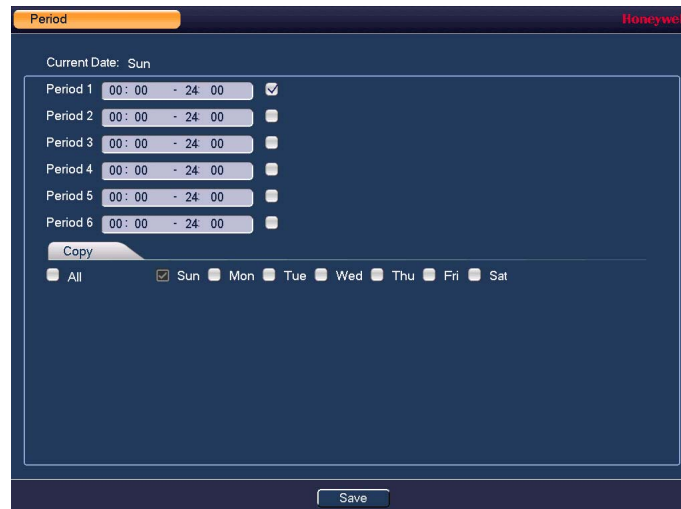 Period Honeywe
Current Date: Sun
Period 1 00: 00 - 24: 00
Period 2 00: 00 - 24: 00
Period 3 00: 00 - 24: 00
Period 4 00: 00 - 24: 00
Period 5 00: 00 - 24: 00
Period 6 00: 00 - 24: 00
Copy
All Sun Mon Tue Wed Thu Fri Sat
Save